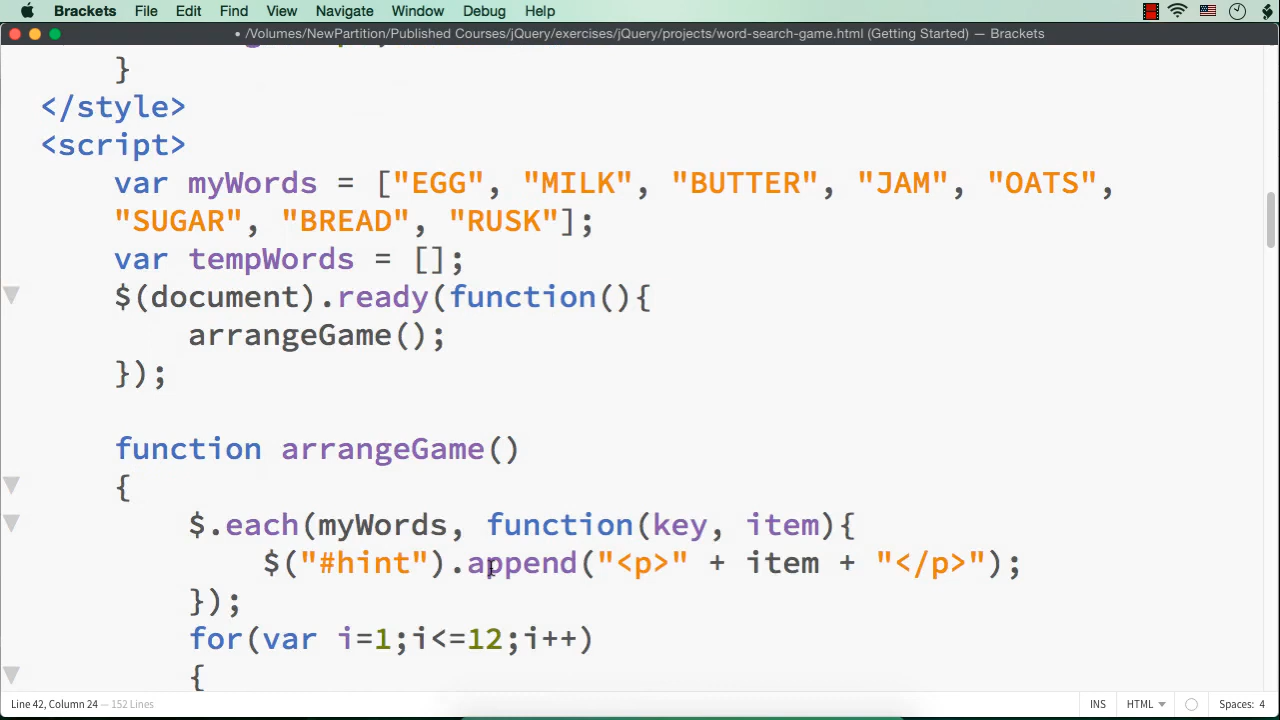 Brackets File Edit Find View Navigate Window Debug Help
• /Volumes/NewPartition/Published Courses/jQuery/exercises/jQuery/projects/word-search-game.html (Getting Started) — Brackets
}
</style>
<script>
var myWords = ["EGG", "MILK", "BUTTER", "JAM", "OATS",
"SUGAR", "BREAD", "RUSK"];
var tempWords = [];
$(document).ready(function(){
arrangeGame();
});
function arrangeGame()
{
$.each(myWords, function(key, item){
$("#hint").append("<p>" + item + "</p>");
});
for(var i=1;i<=12;i++)
{
Line 42, Column 24 — 152 Lines INS HTML Spaces: 4